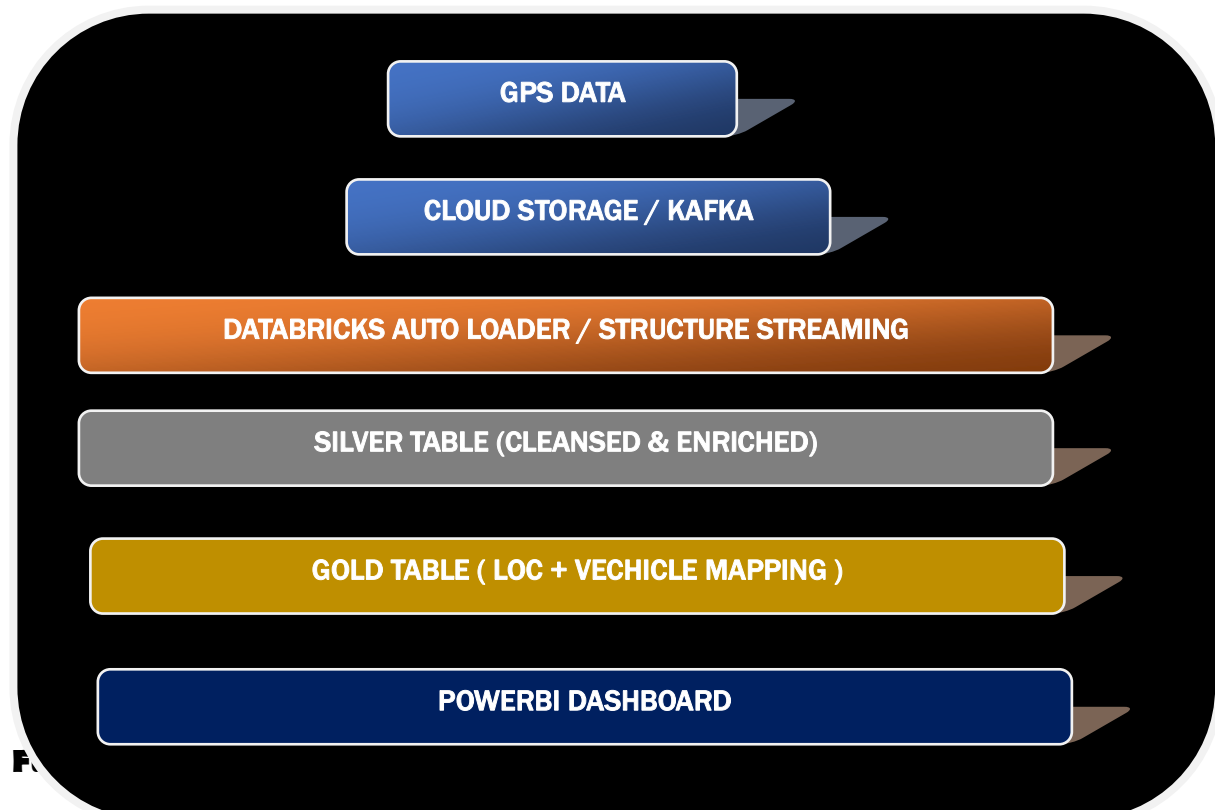 GPS DATA
CLOUD STORAGE / KAFKA
DATABRICKS AUTO LOADER / STRUCTURE STREAMING
SILVER TABLE (CLEANSED & ENRICHED)
GOLD TABLE ( LOC + VECHICLE MAPPING )
POWERBI DASHBOARD